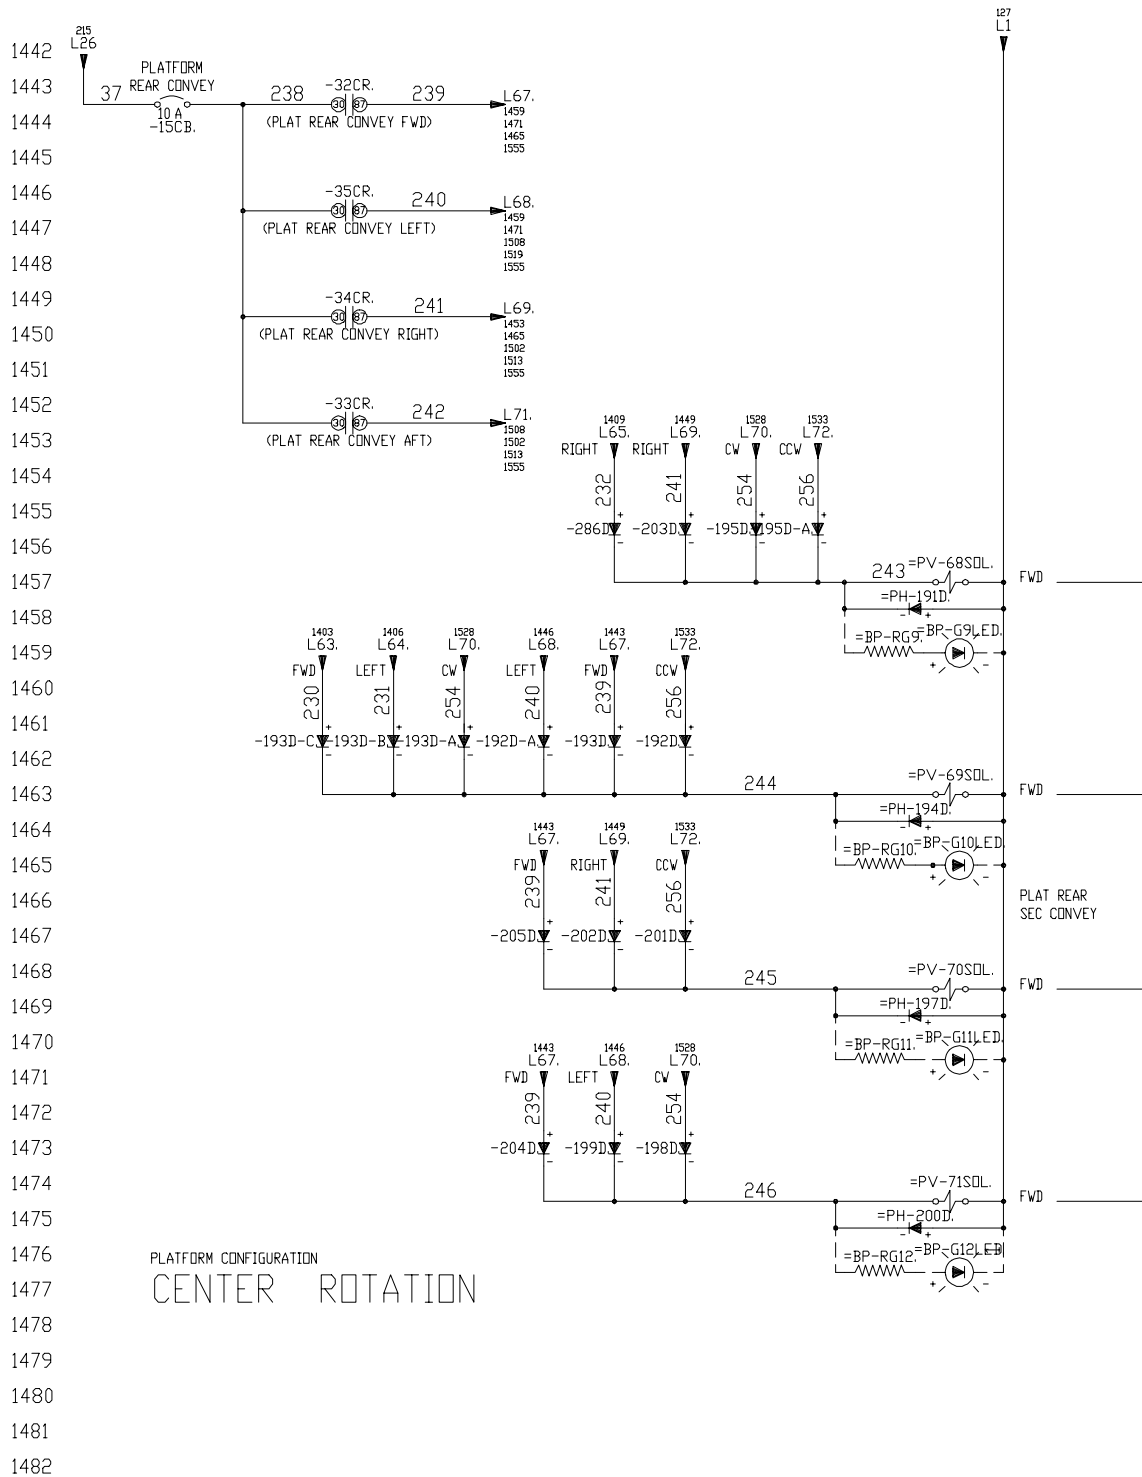 127
L1
215
L26
1442
1443
1444
1445
1446
1447
1448
1449
1450
1451
1452
1453
1454
1455
1456
1457
1458
1459
1460
1461
1462
1463
1464
1465
1466
1467
1468
1469
1470
1471
1472
1473
1474
1475
1476
1477
1478
1479
1480
1481
1482
PLATFORM
REAR CONVEY
37
10 A
-15CB.
238
-32CR.
30 87
239
(PLAT REAR CONVEY FWD)
L67.
1459
1471
1465
1555
-35CR.
30 87
240
(PLAT REAR CONVEY LEFT)
L68.
1459
1471
1508
1519
1555
-34CR.
30 87
241
(PLAT REAR CONVEY RIGHT)
L69.
1453
1465
1502
1513
1555
-33CR.
30 87
242
(PLAT REAR CONVEY AFT)
L71.
1508
1502
1513
1555
1409 1449 1528 1533
L65. L69. L70. L72.
RIGHT RIGHT CW CCW
232 241 254 256
+ + + +
-286D. -203D. -195D. -195D-A.
- - - -
243 =PV-68SOL. FWD
=PH-191D.
- +
=BP-RG9. =BP-G9LED.
+ -
1403 1406 1528 1446 1443 1533
L63. L64. L70. L68. L67. L72.
FWD LEFT CW LEFT FWD CCW
230 231 254 240 239 256
+ + + + + +
-193D-C. -193D-B. -193D-A. -192D-A. -193D. -192D.
- - - - - -
244 =PV-69SOL. FWD
=PH-194D.
- +
=BP-RG10. =BP-G10LED.
+ -
1443 1449 1533
L67. L69. L72.
FWD RIGHT CCW
239 241 256
+ + +
-205D. -202D. -201D.
- - -
PLAT REAR
SEC CONVEY
245 =PV-70SOL. FWD
=PH-197D.
- +
=BP-RG11. =BP-G11LED.
+ -
1443 1446 1528
L67. L68. L70.
FWD LEFT CW
239 240 254
+ + +
-204D. -199D. -198D.
- - -
246 =PV-71SOL. FWD
=PH-200D.
- +
=BP-RG12. =BP-G12LED
+ -
PLATFORM CONFIGURATION
CENTER ROTATION